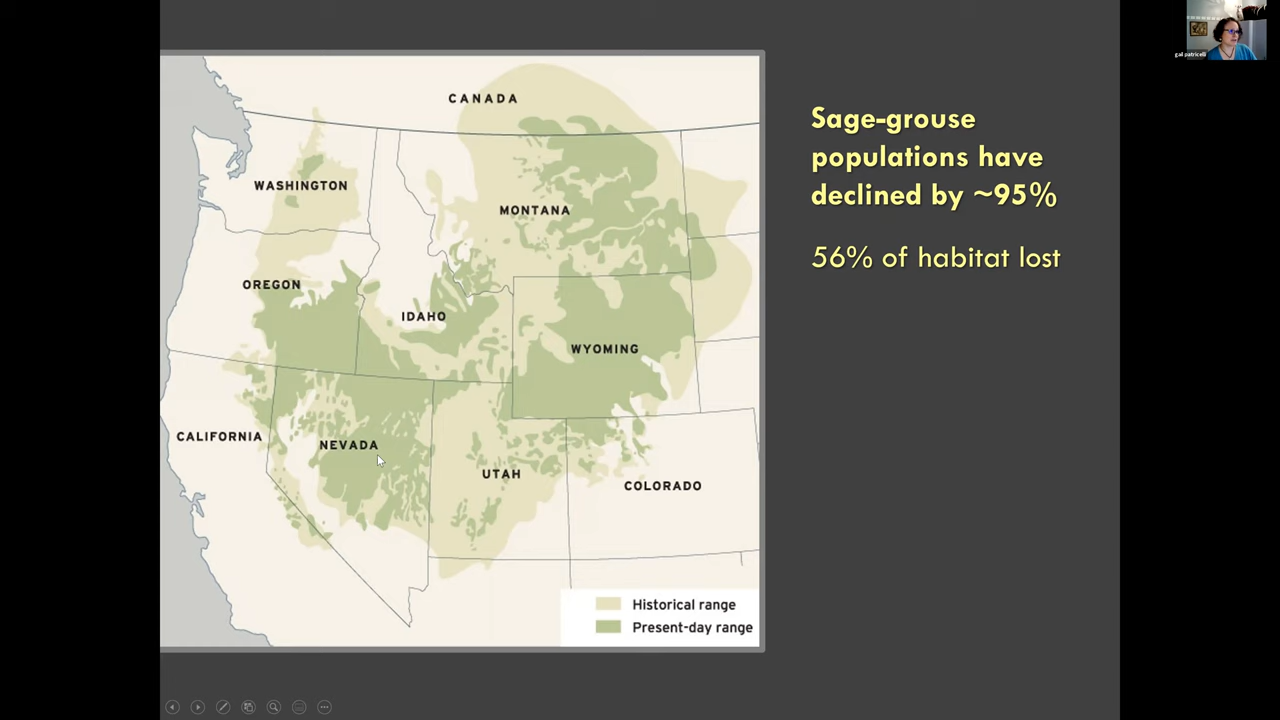 gail patricelli
Sage-grouse
populations have
declined by ~95%
56% of habitat lost
CANADA
WASHINGTON
MONTANA
OREGON
IDAHO
WYOMING
CALIFORNIA
NEVADA
UTAH
COLORADO
Historical range
Present-day range